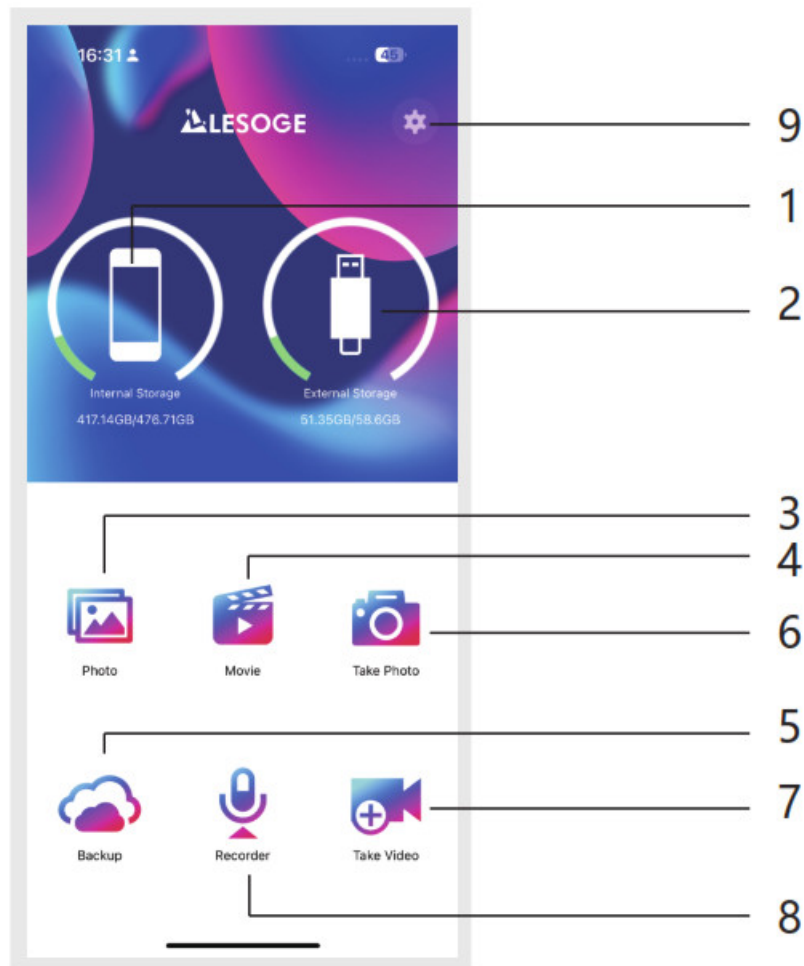 16:31
45
LESOGE
9
1
2
Internal Storage
External Storage
417.14GB/476.71GB
51.35GB/58.6GB
3
4
Photo
Movie
Take Photo
6
5
Backup
Recorder
Take Video
7
8